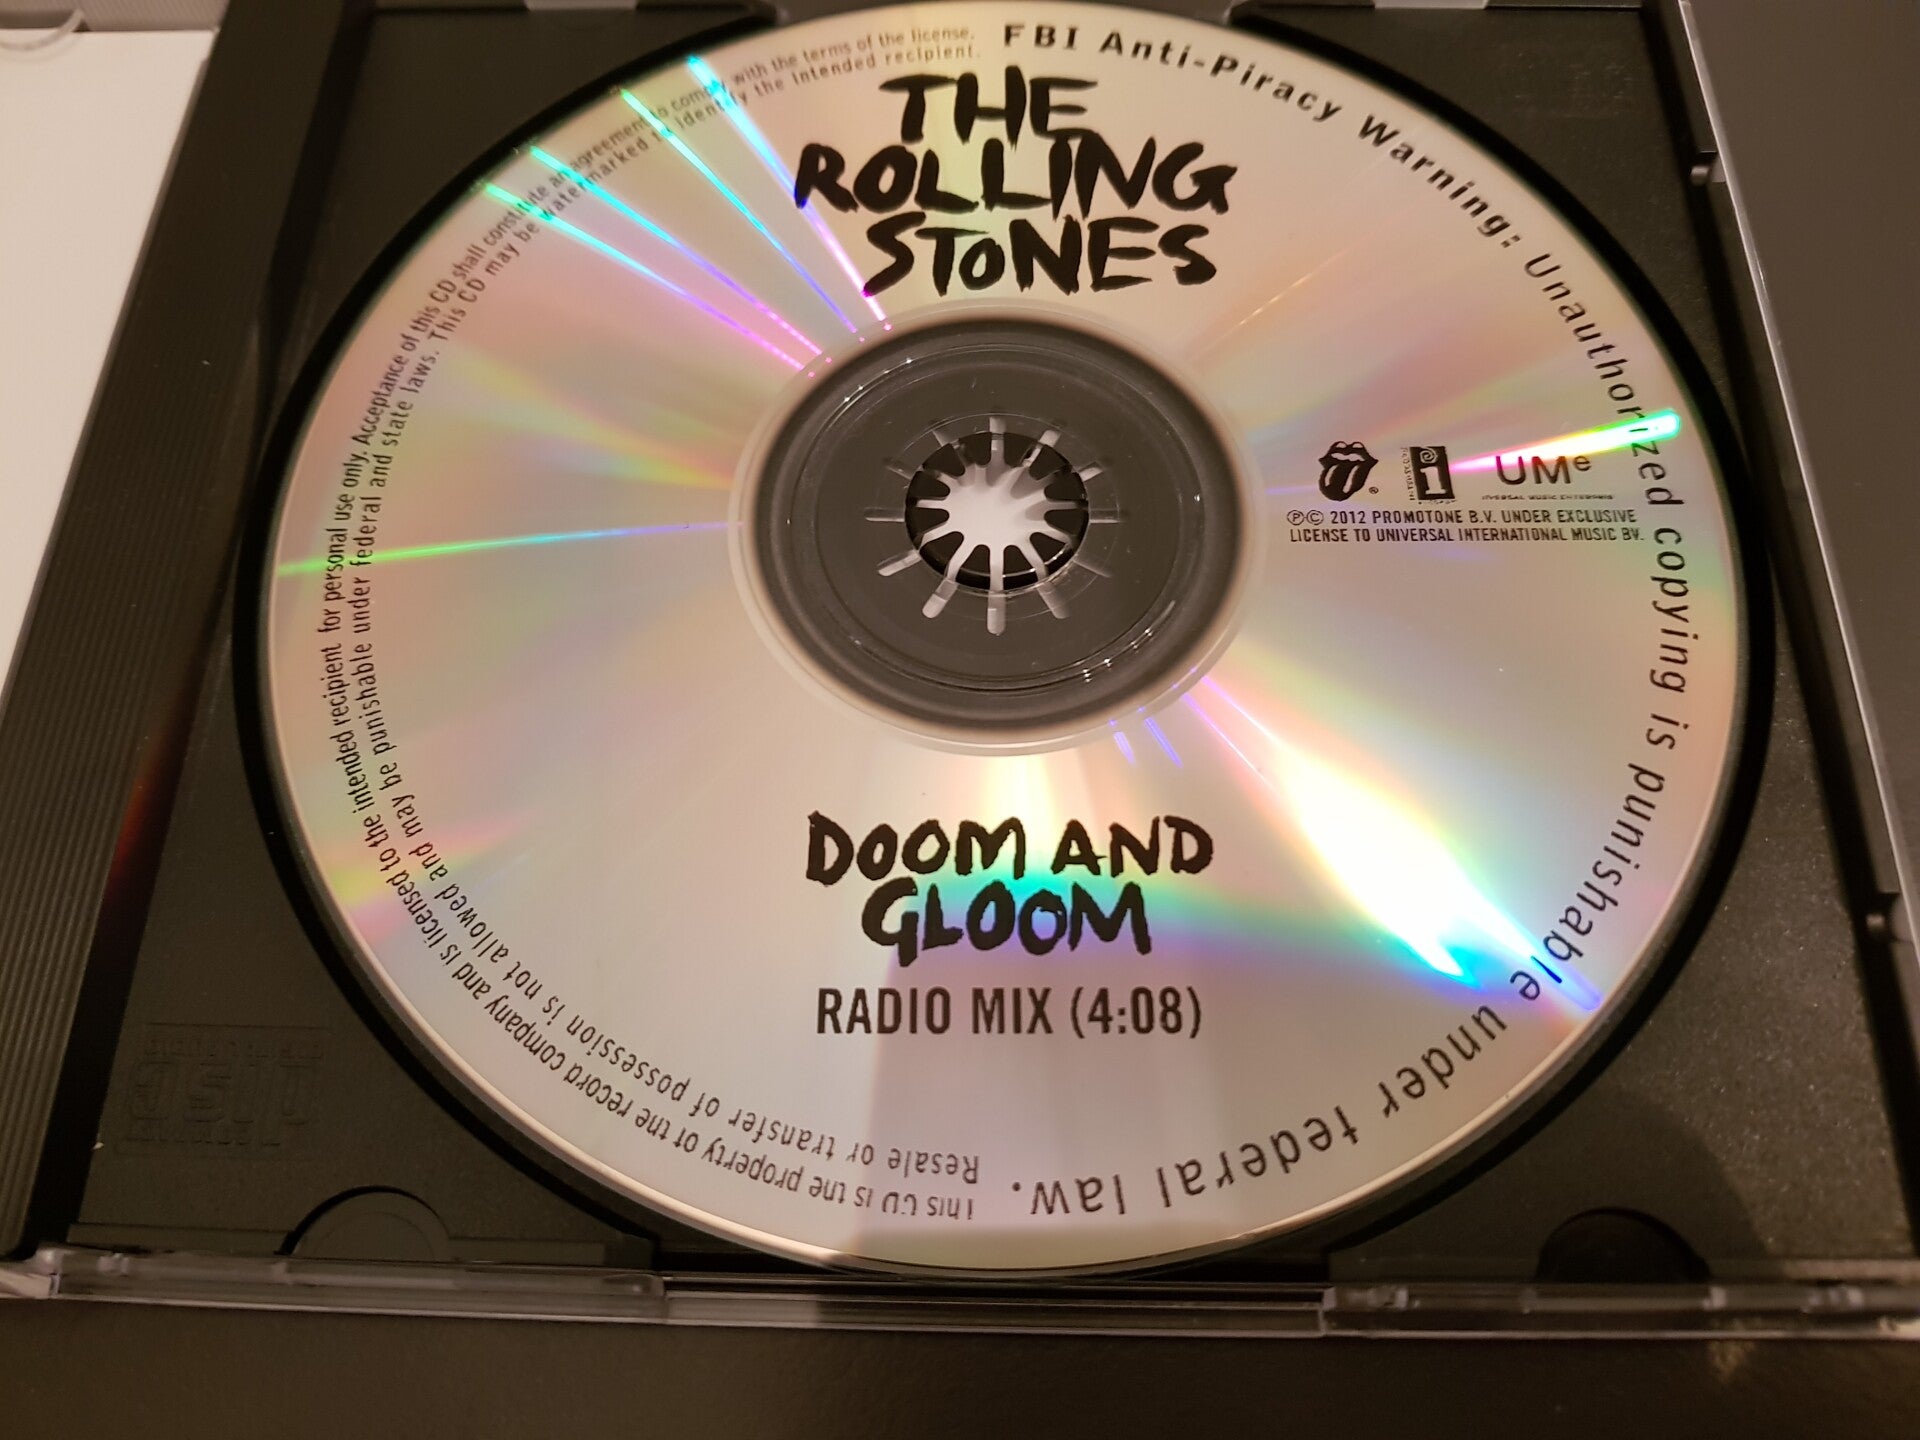 THE
ROLLING
STONES
FBI Anti-Piracy Warning: Unauthorized copying is punishable under federal law.
UMe
℗© 2012 PROMOTONE B.V. UNDER EXCLUSIVE
LICENSE TO UNIVERSAL INTERNATIONAL MUSIC BV.
DOOM AND
GLOOM
RADIO MIX (4:08)
This CD is the property of the record company and is licensed to the intended recipient for personal use only. Acceptance of this CD shall constitute an agreement to comply with the terms of the license.
Resale or transfer of possession is not allowed and may be punishable under federal and state laws. This CD may be watermarked to identify the intended recipient.